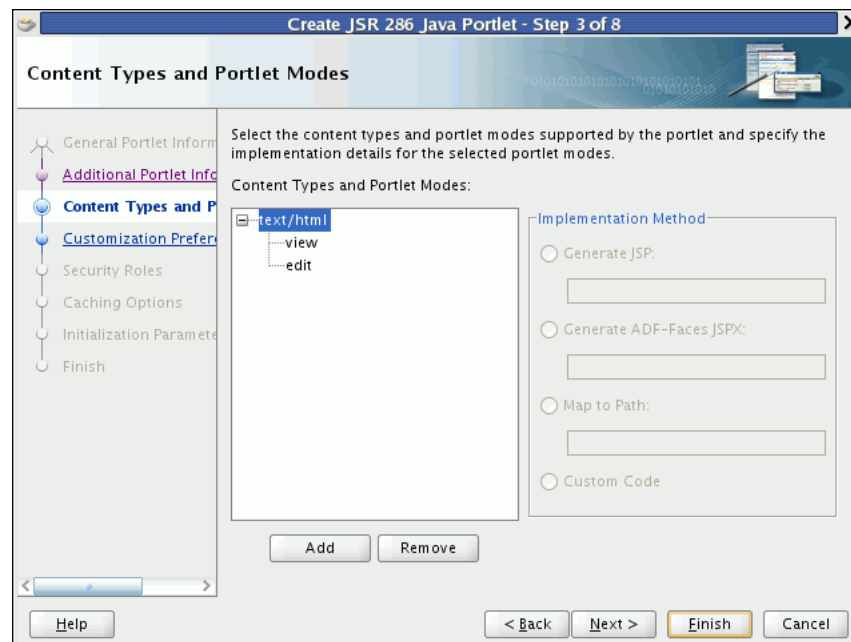 Create JSR 286 Java Portlet - Step 3 of 8
Content Types and Portlet Modes
General Portlet Inform
Additional Portlet Info
Content Types and P
Customization Prefer
Security Roles
Caching Options
Initialization Paramete
Finish
Select the content types and portlet modes supported by the portlet and specify the
implementation details for the selected portlet modes.
Content Types and Portlet Modes:
text/html
view
edit
Implementation Method
Generate JSP:
Generate ADF-Faces JSPX:
Map to Path:
Custom Code
Add
Remove
Help
< Back
Next >
Finish
Cancel